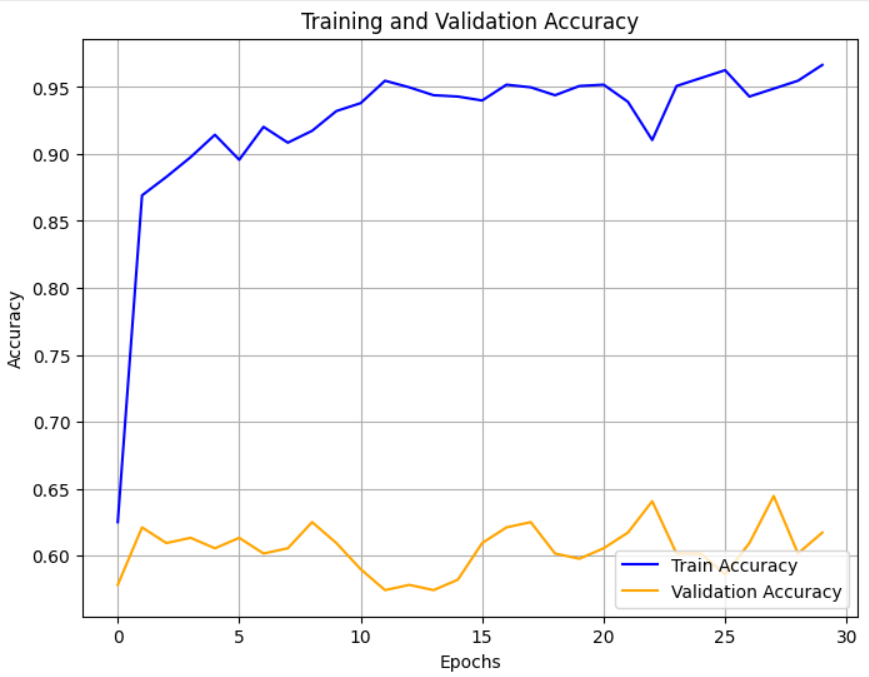 Training and Validation Accuracy
Accuracy
0.95
0.90
0.85
0.80
0.75
0.70
0.65
0.60
Train Accuracy
Validation Accuracy
0 5 10 15 20 25 30
Epochs